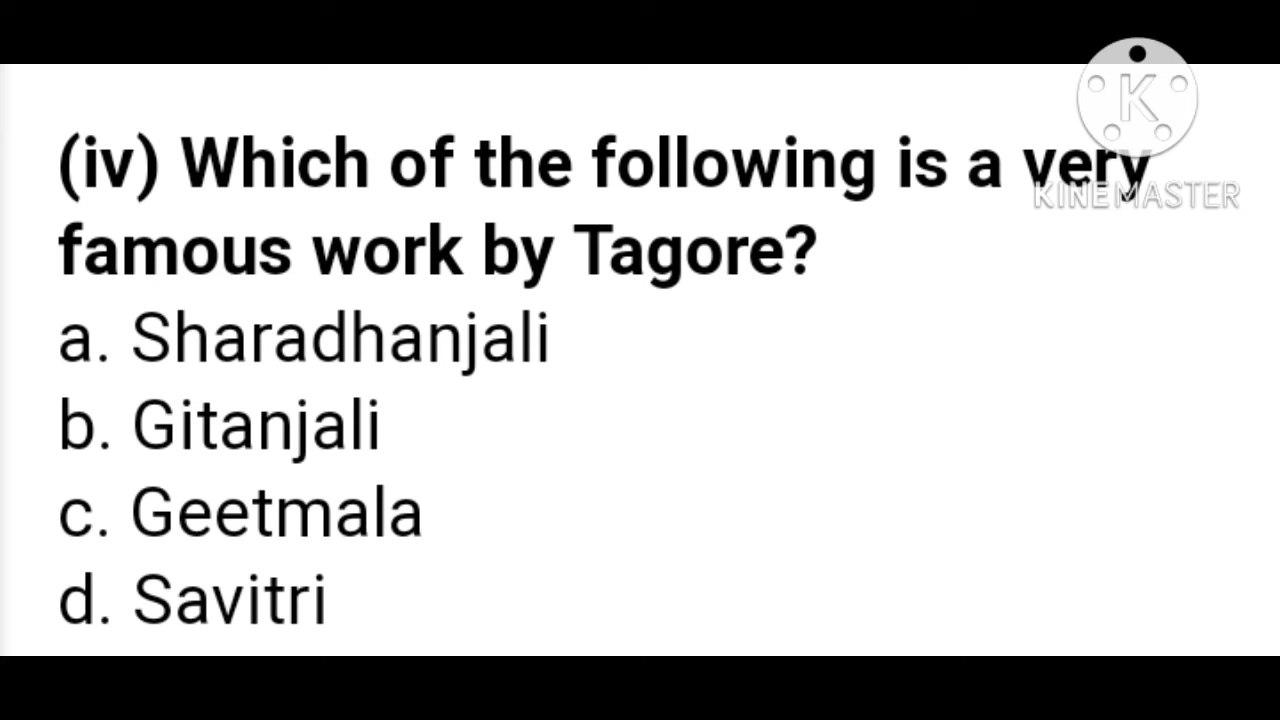 (iv) Which of the following is a very
KINEMASTER
famous work by Tagore?
a. Sharadhanjali
b. Gitanjali
c. Geetmala
d. Savitri